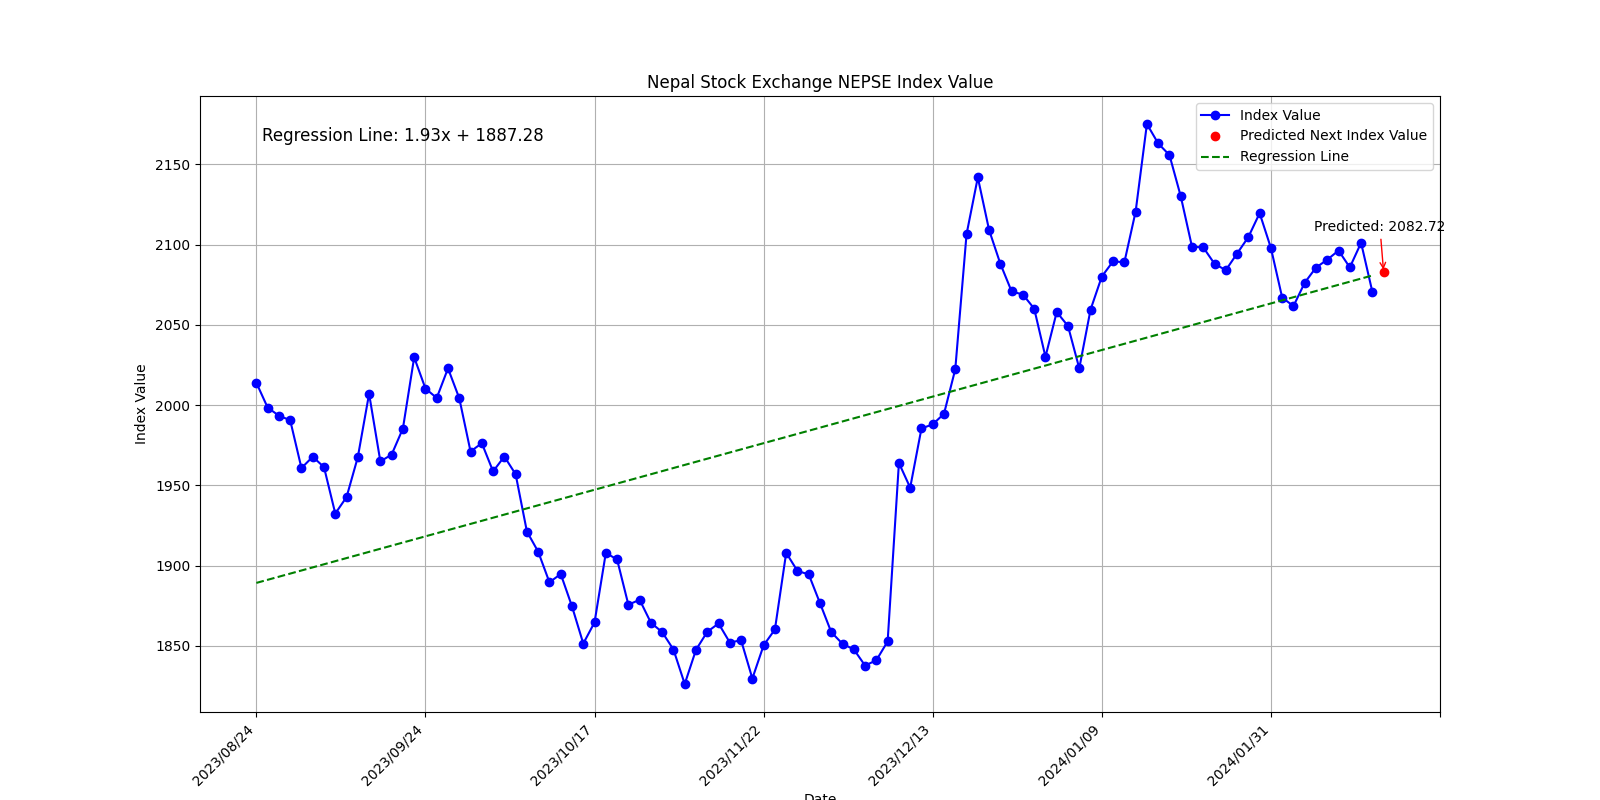 Nepal Stock Exchange NEPSE Index Value
Regression Line: 1.93x + 1887.28
Index Value
Predicted Next Index Value
Regression Line
Predicted: 2082.72
2150
2100
2050
2000
1950
1900
1850
Index Value
2023/08/24
2023/09/24
2023/10/17
2023/11/22
2023/12/13
2024/01/09
2024/01/31
Date